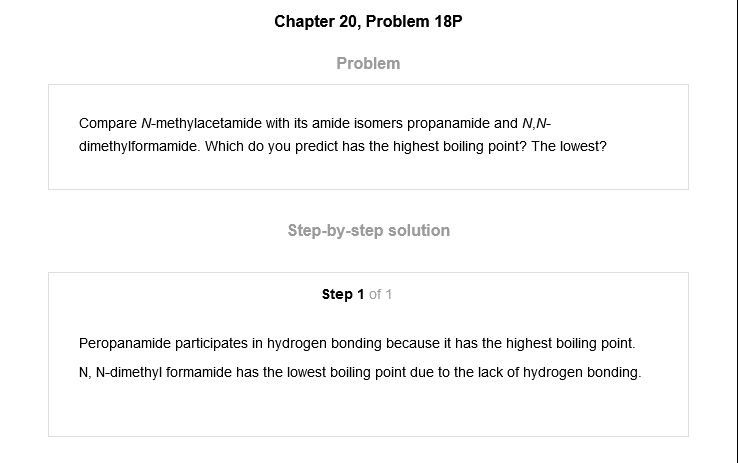 Chapter 20, Problem 18P
Problem
Compare N-methylacetamide with its amide isomers propanamide and N,N-
dimethylformamide. Which do you predict has the highest boiling point? The lowest?
Step-by-step solution
Step 1 of 1
Peropanamide participates in hydrogen bonding because it has the highest boiling point.
N, N-dimethyl formamide has the lowest boiling point due to the lack of hydrogen bonding.